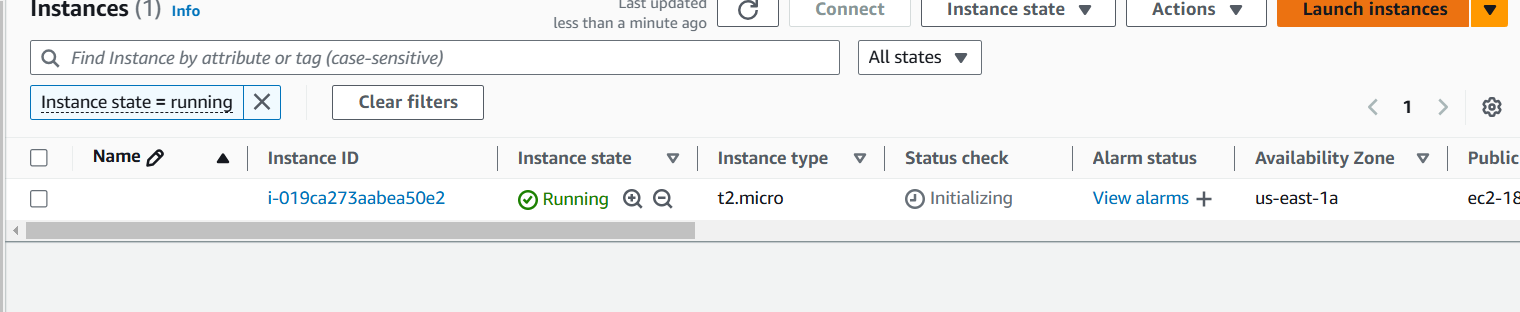 Instances (1) Info
Last updated
less than a minute ago
Connect
Instance state
Actions
Launch instances
Find Instance by attribute or tag (case-sensitive)
All states
Instance state = running
Clear filters
1
Name Instance ID Instance state Instance type Status check Alarm status Availability Zone Public
i-019ca273aabea50e2 Running t2.micro Initializing View alarms + us-east-1a ec2-18